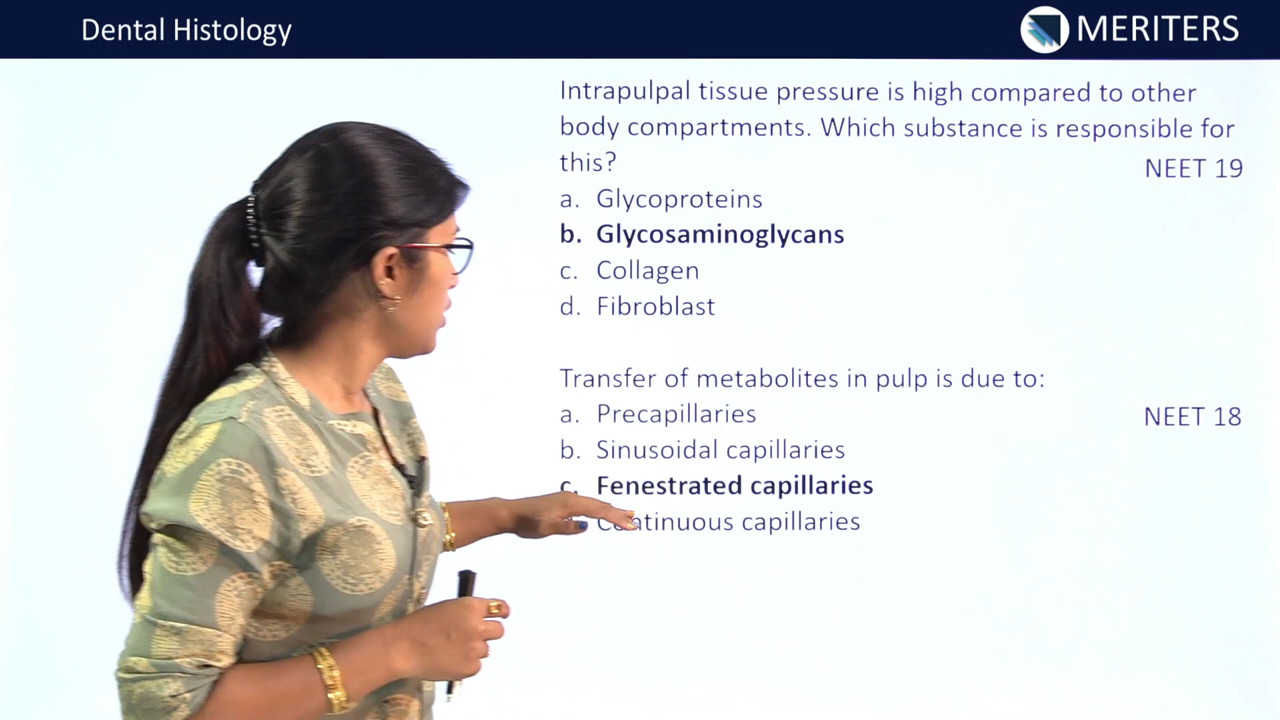 Dental Histology
MERITERS
Intrapulpal tissue pressure is high compared to other
body compartments. Which substance is responsible for
this?
NEET 19
a. Glycoproteins
b. Glycosaminoglycans
c. Collagen
d. Fibroblast
Transfer of metabolites in pulp is due to:
a. Precapillaries
NEET 18
b. Sinusoidal capillaries
c. Fenestrated capillaries
Continuous capillaries